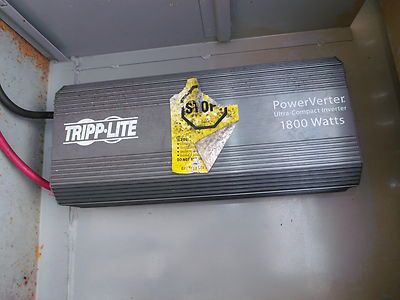 TRIPP·LITE
STOP
PowerVerter
Ultra-Compact Inverter
1800 Watts